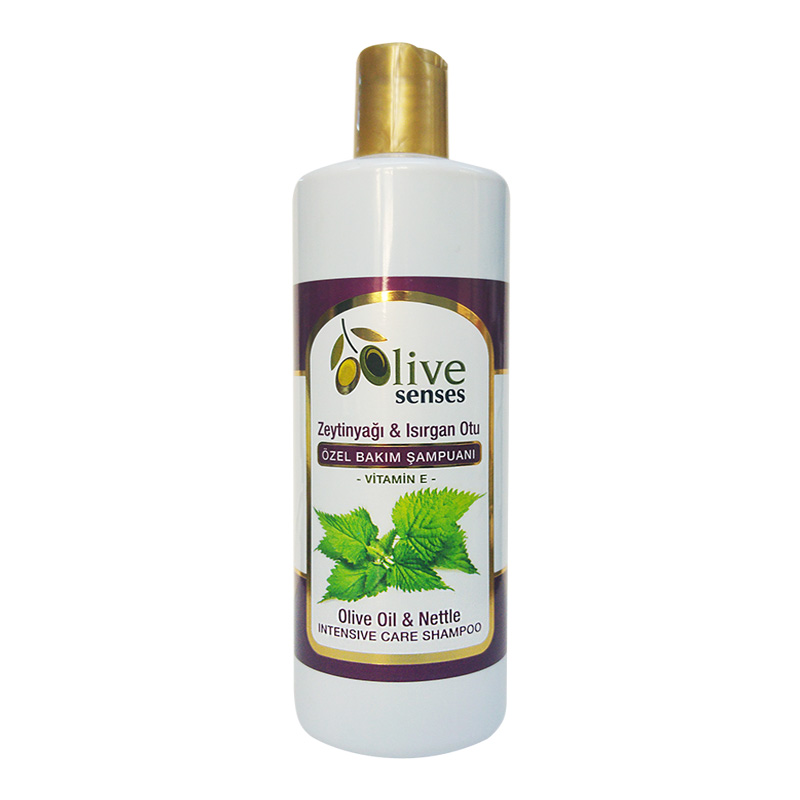 Olive
senses
Zeytinyağı & Isırgan Otu
ÖZEL BAKIM ŞAMPUANI
- VİTAMİN E -
Olive Oil & Nettle
INTENSIVE CARE SHAMPOO